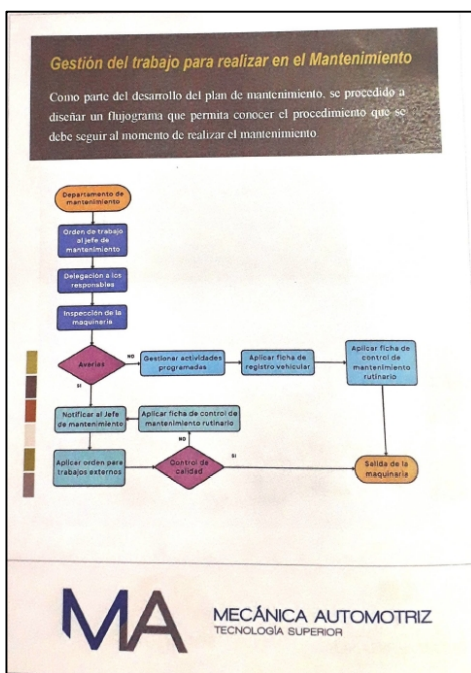 Gestión del trabajo para realizar en el Mantenimiento
Como parte del desarrollo del plan de mantenimiento, se procedió a
diseñar un flujograma que permita conocer el procedimiento que se
debe seguir al momento de realizar el mantenimiento.
Departamento de
mantenimiento
Orden de trabajo
al jefe de
mantenimiento
Delegación a los
responsables
Inspección de la
maquinaria
Averías
NO
Gestionar actividades
programadas
Aplicar ficha de
registro vehicular
Aplicar ficha de
control de
mantenimiento
rutinario
SI
Notificar al Jefe
de mantenimiento
Aplicar ficha de control de
mantenimiento rutinario
NO
Aplicar orden para
trabajos externos
Control de
calidad
SI
Salida de la
maquinaria
MA
MECÁNICA AUTOMOTRIZ
TECNOLOGÍA SUPERIOR